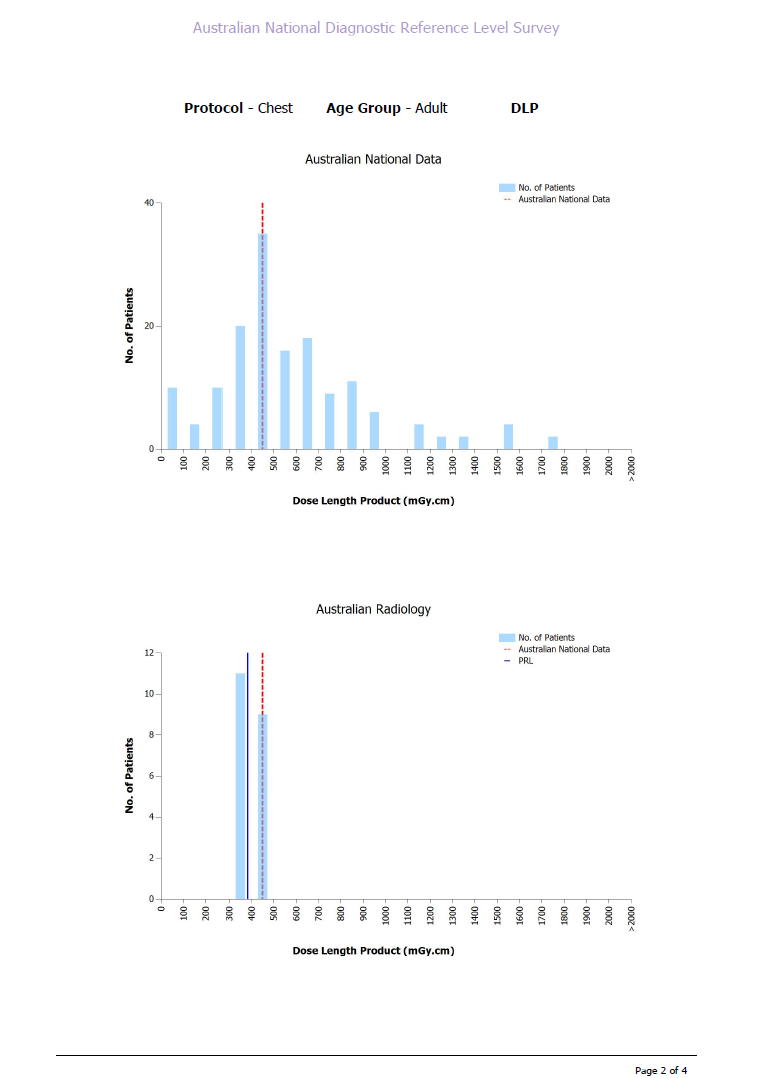 Australian National Diagnostic Reference Level Survey
Protocol - Chest Age Group - Adult DLP
Australian National Data
No. of Patients
Australian National Data
40
20
0
No. of Patients
0 100 200 300 400 500 600 700 800 900 1000 1100 1200 1300 1400 1500 1600 1700 1800 1900 2000 >2000
Dose Length Product (mGy.cm)
Australian Radiology
No. of Patients
Australian National Data
PRL
12
10
8
6
4
2
0
No. of Patients
0 100 200 300 400 500 600 700 800 900 1000 1100 1200 1300 1400 1500 1600 1700 1800 1900 2000 >2000
Dose Length Product (mGy.cm)
Page 2 of 4